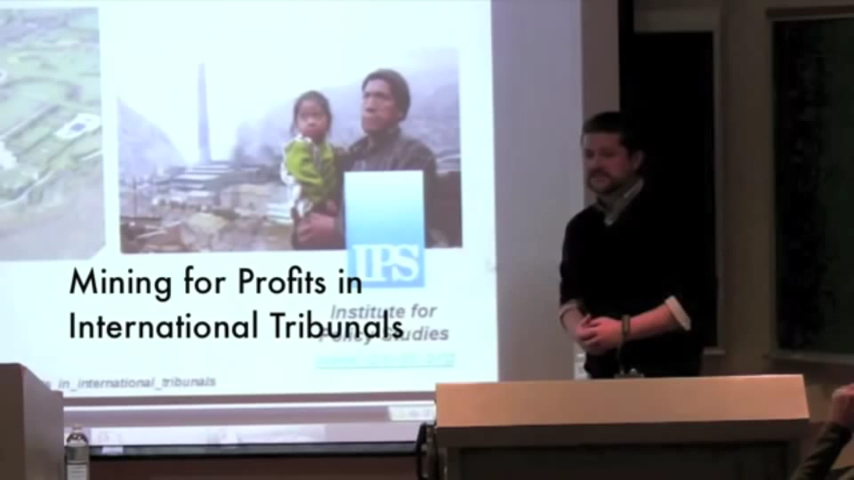 IPS
Mining for Profits in
International Tribunals
Institute for
Policy Studies
in_international_tribunals